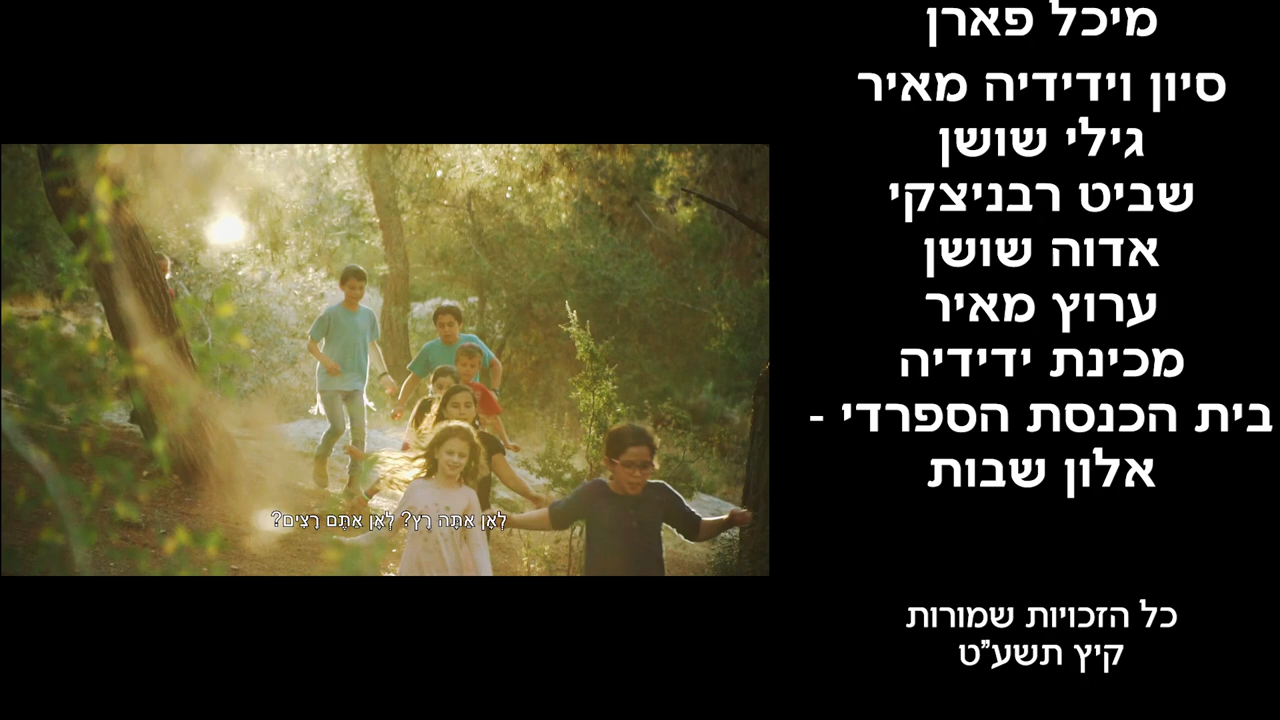 מיכל פארן
סיון וידידיה מאיר
גילי שושן
שביט רבניצקי
אדוה שושן
ערוץ מאיר
מכינת ידידיה
בית הכנסת הספרדי -
אלון שבות
כל הזכויות שמורות
קיץ תשע"ט
לְאָן אַתָּה רָץ? לְאָן אַתֶּם רָצִים?